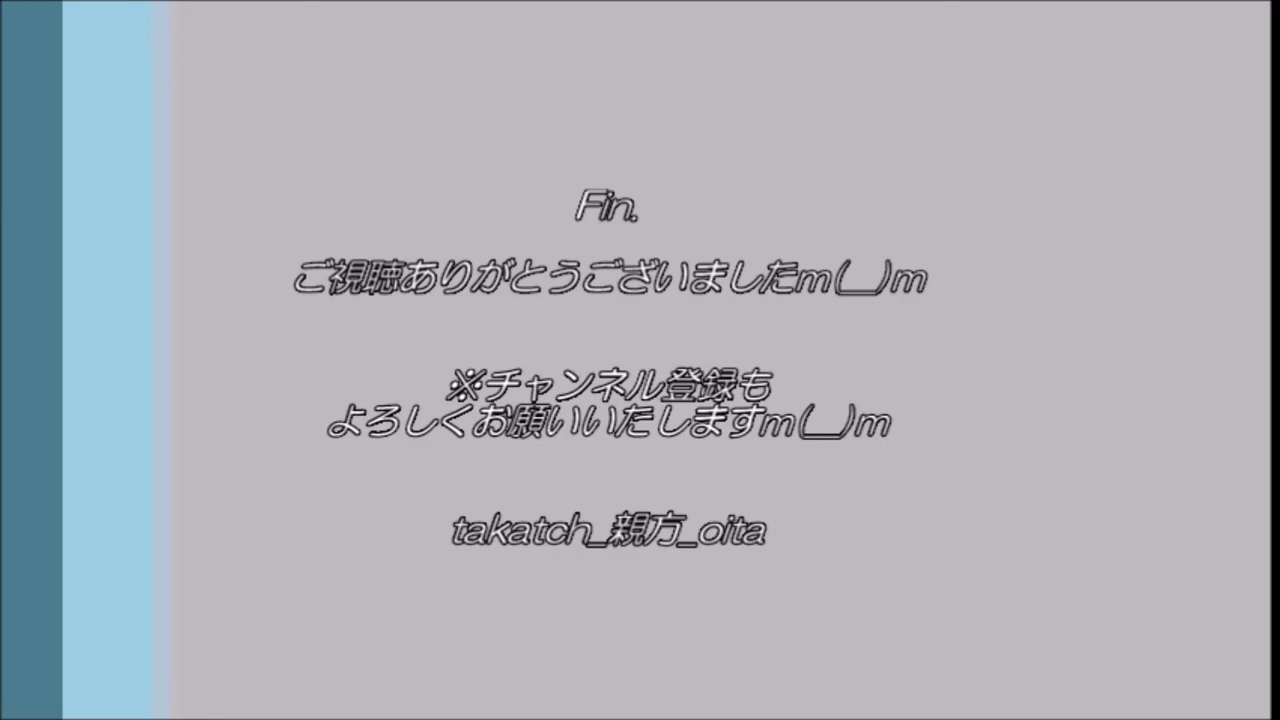 Fin.
ご視聴ありがとうございましたm(__)m
※チャンネル登録も
よろしくお願いいたしますm(__)m
takatch_親方_oita